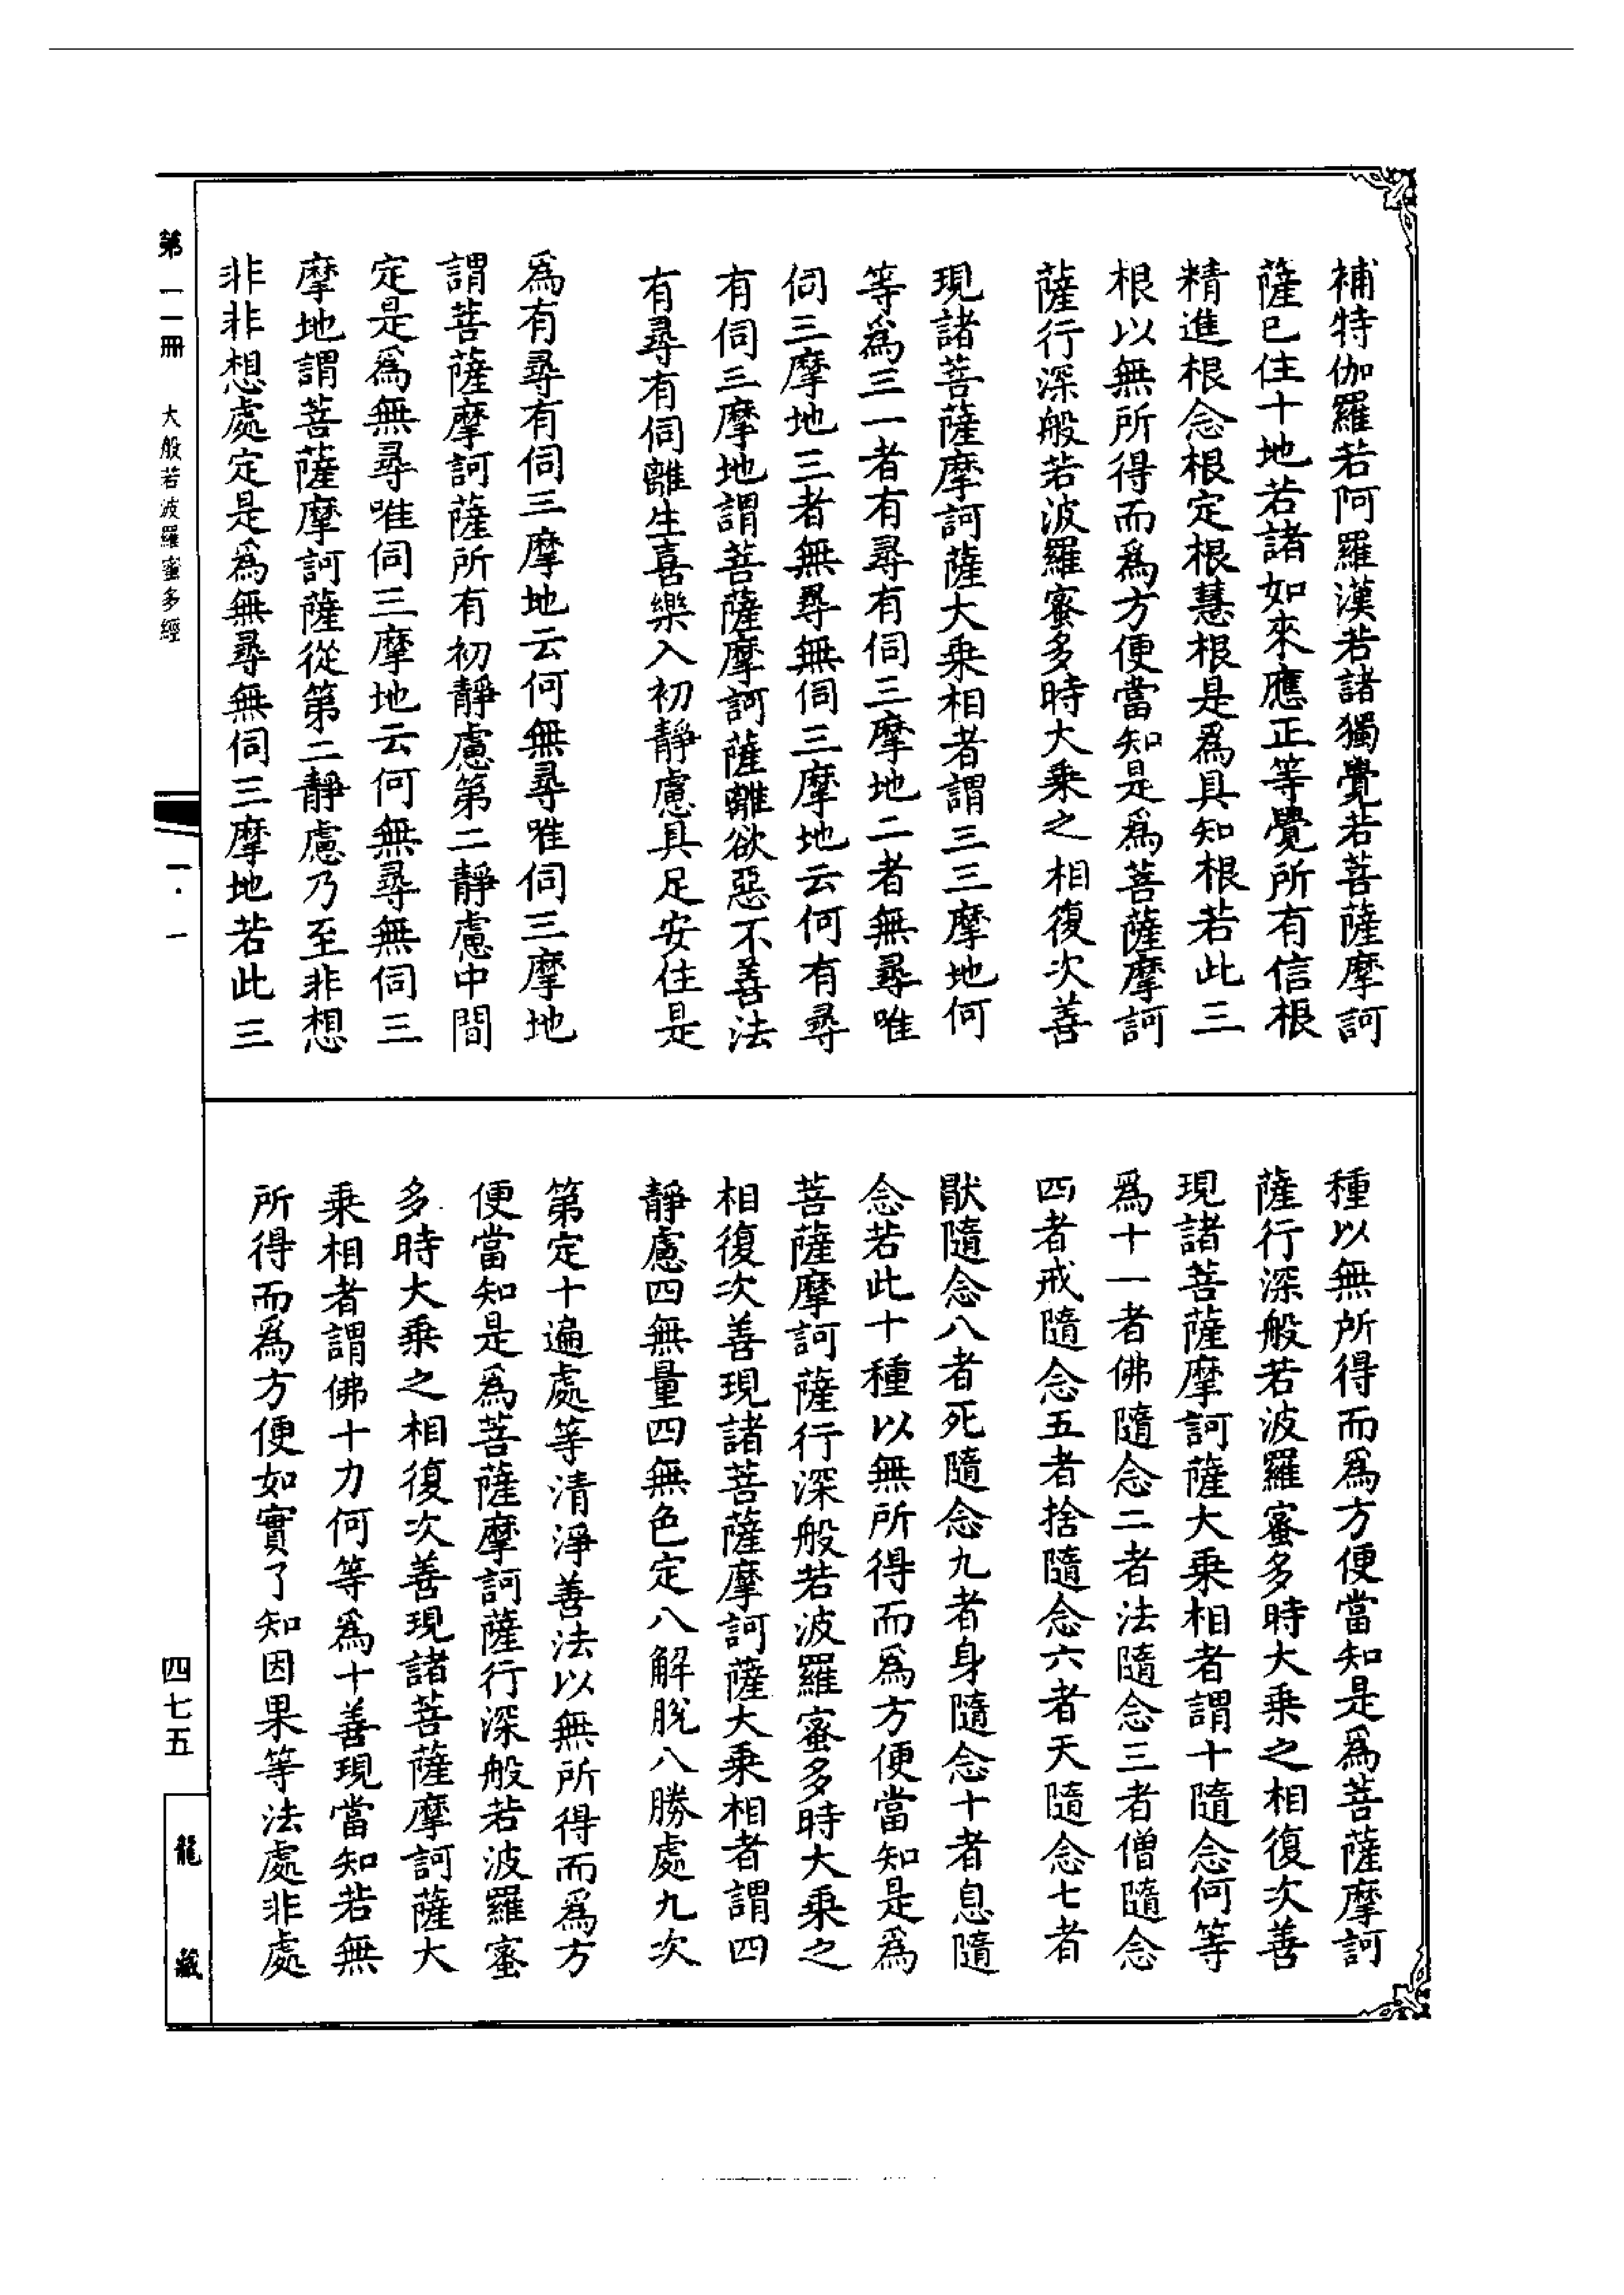 補特伽羅若阿羅漢若諸獨覺若菩薩摩訶
薩已住十地若諸如來應正等覺所有信根
精進根念根定根慧根是爲具知根若此三
根以無所得而爲方便當知是爲菩薩摩訶
薩行深般若波羅蜜多時大乘之相復次善
現諸菩薩摩訶薩大乘相者謂三三摩地何
等爲三一者有尋有伺三摩地二者無尋唯
伺三摩地三者無尋無伺三摩地云何有尋
有伺三摩地謂菩薩摩訶薩離欲惡不善法
有尋有伺離生喜樂入初靜慮具足安住是
爲有尋有伺三摩地云何無尋唯伺三摩地
謂菩薩摩訶薩所有初靜慮第二靜慮中間
定是爲無尋唯伺三摩地云何無尋無伺三
摩地謂菩薩摩訶薩從第二靜慮乃至非想
非非想處定是爲無尋無伺三摩地若此三
種以無所得而爲方便當知是爲菩薩摩訶
薩行深般若波羅蜜多時大乘之相復次善
現諸菩薩摩訶薩大乘相者謂十隨念何等
爲十一者佛隨念二者法隨念三者僧隨念
四者戒隨念五者捨隨念六者天隨念七者
猒隨念八者死隨念九者身隨念十者息隨
念若此十種以無所得而爲方便當知是爲
菩薩摩訶薩行深般若波羅蜜多時大乘之
相復次善現諸菩薩摩訶薩大乘相者謂四
靜慮四無量四無色定八解脫八勝處九次
第定十遍處等清淨善法以無所得而爲方
便當知是爲菩薩摩訶薩行深般若波羅蜜
多時大乘之相復次善現諸菩薩摩訶薩大
乘相者謂佛十力何等爲十善現當知若無
所得而爲方便如實了知因果等法處非處
第一冊 大般若波羅蜜多經
一·一
四七五
龍藏